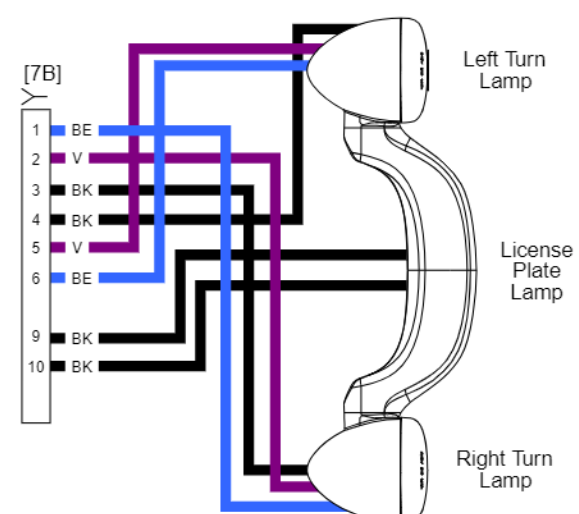 [7B]
1 BE
2 V
3 BK
4 BK
5 V
6 BE
9 BK
10 BK
Left Turn
Lamp
License
Plate
Lamp
Right Turn
Lamp